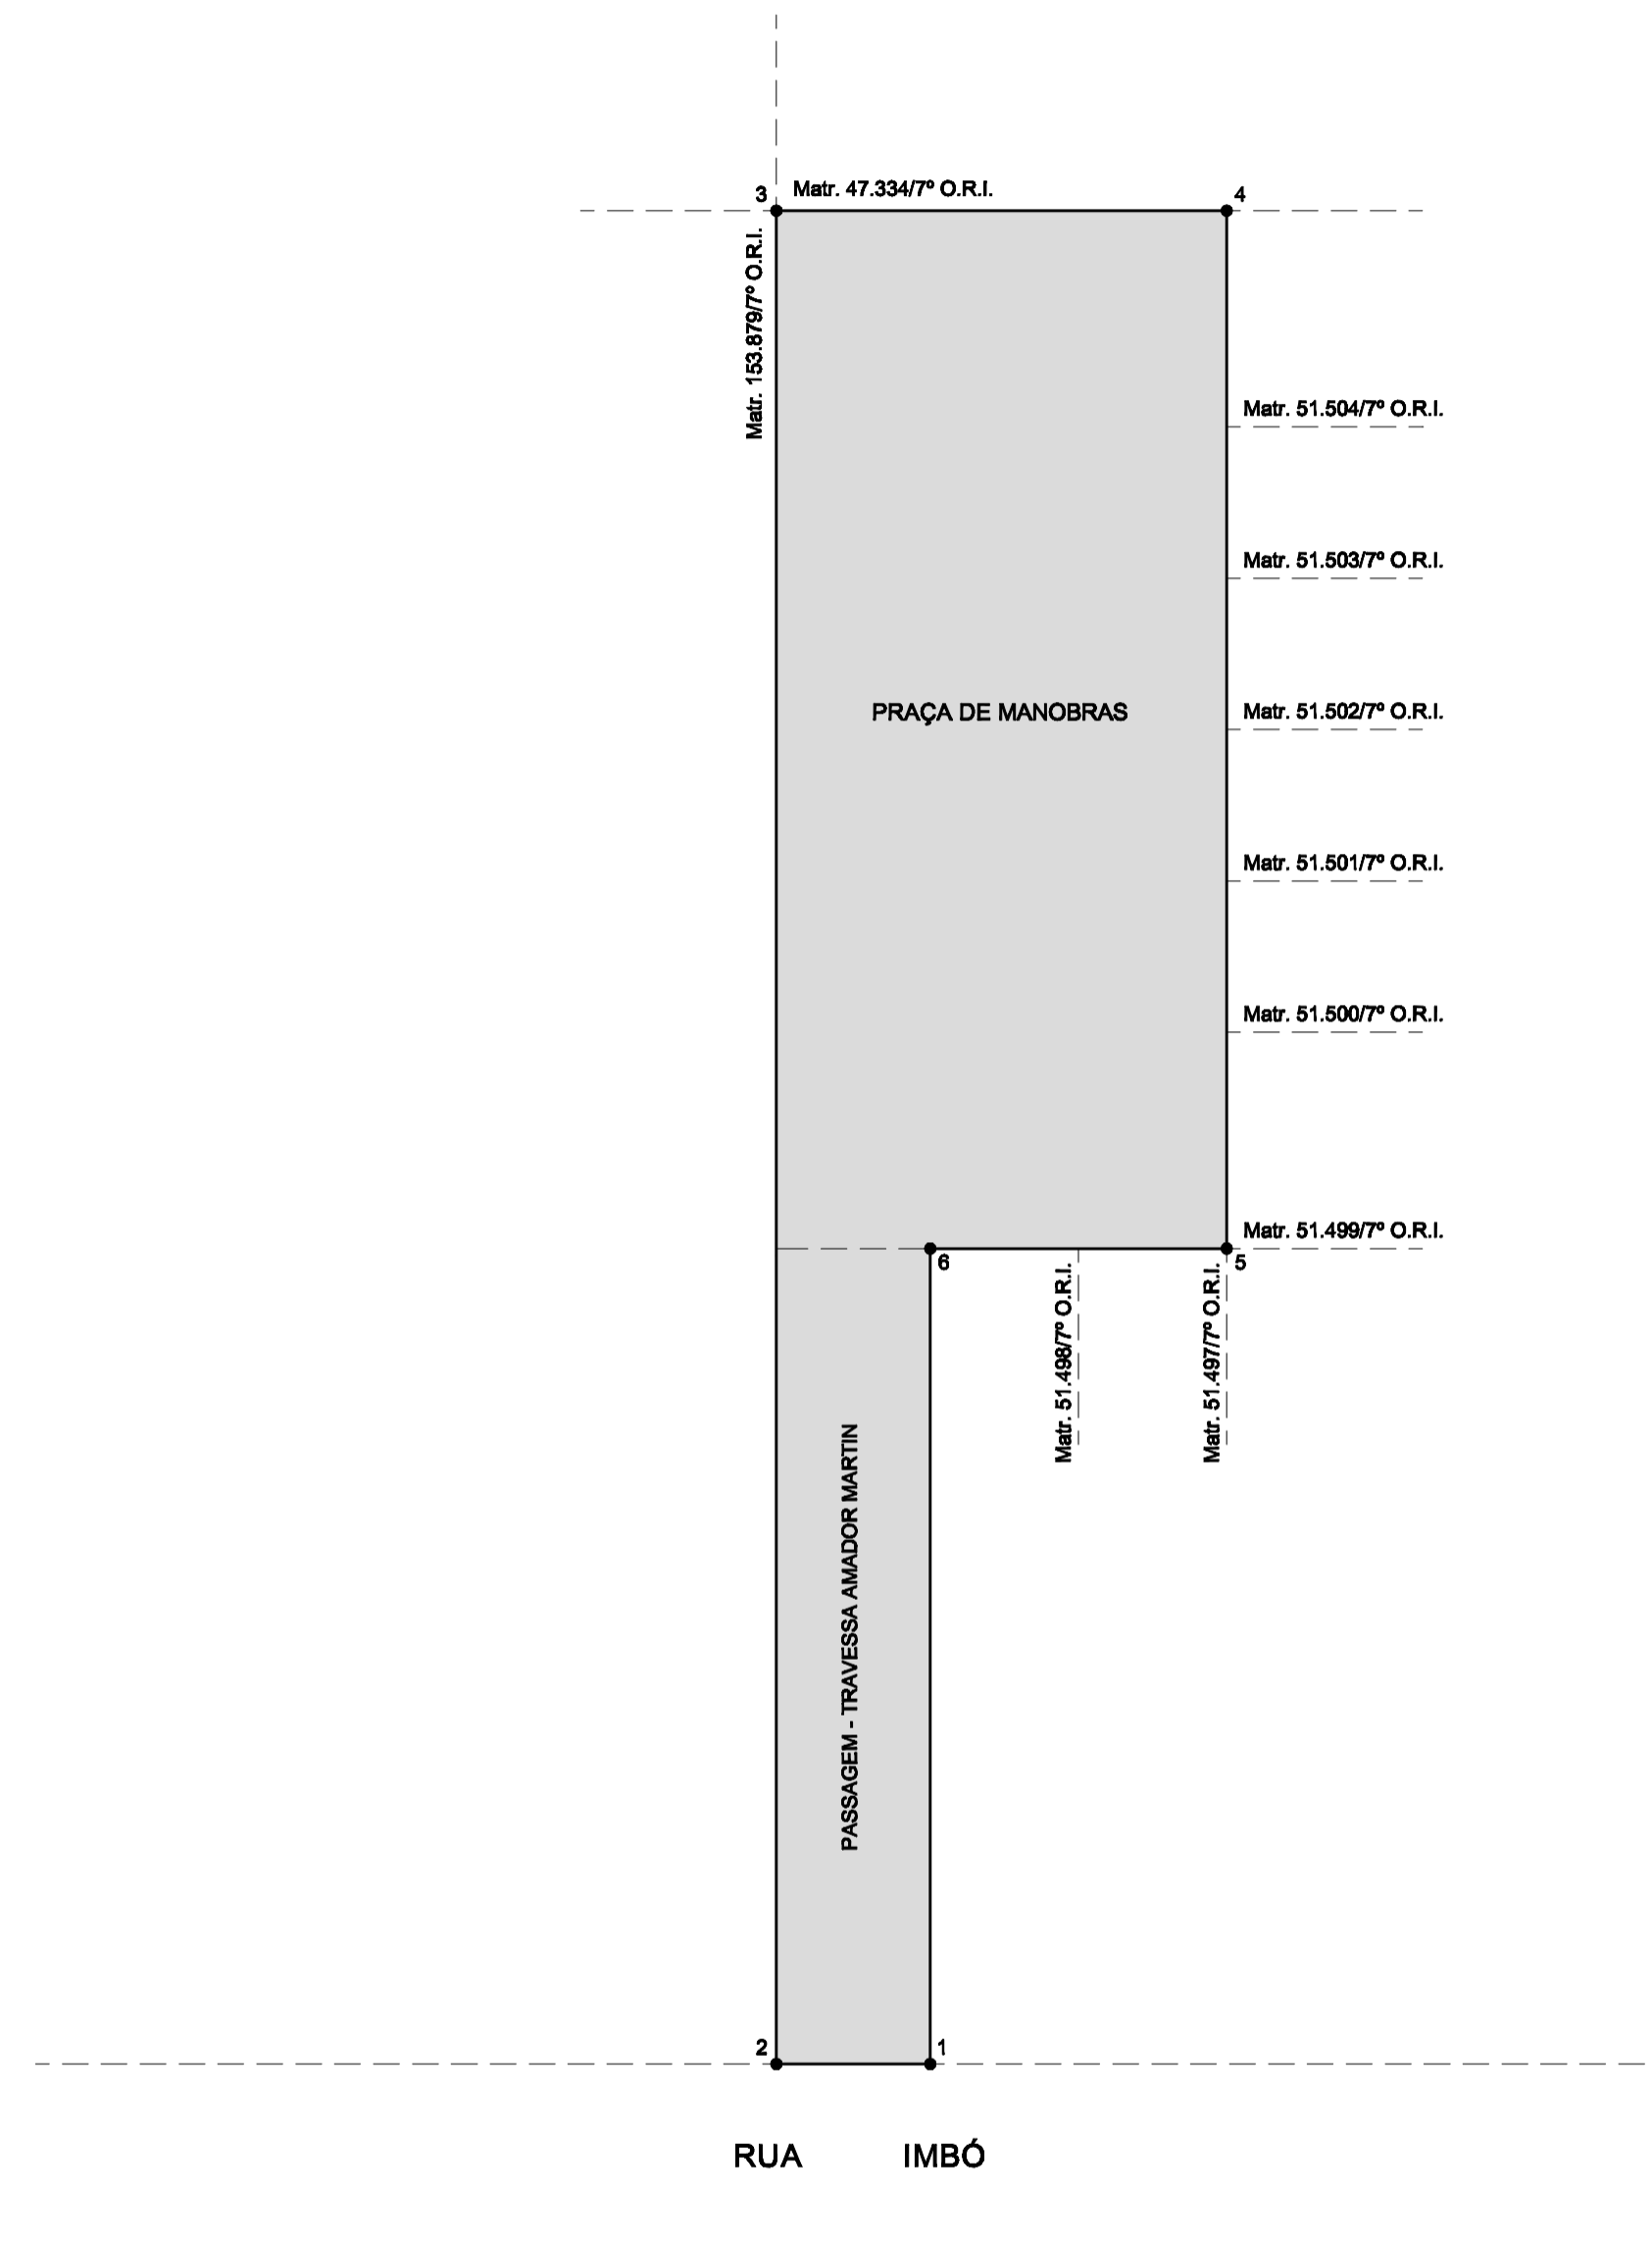 3
Matr. 47.334/7º O.R.I.
4
Matr. 153.879/7º O.R.I.
Matr. 51.504/7º O.R.I.
Matr. 51.503/7º O.R.I.
PRAÇA DE MANOBRAS
Matr. 51.502/7º O.R.I.
Matr. 51.501/7º O.R.I.
Matr. 51.500/7º O.R.I.
Matr. 51.499/7º O.R.I.
6
5
Matr. 51.498/7º O.R.I.
Matr. 51.497/7º O.R.I.
PASSAGEM - TRAVESSA AMADOR MARTIN
2
1
RUA IMBÓ